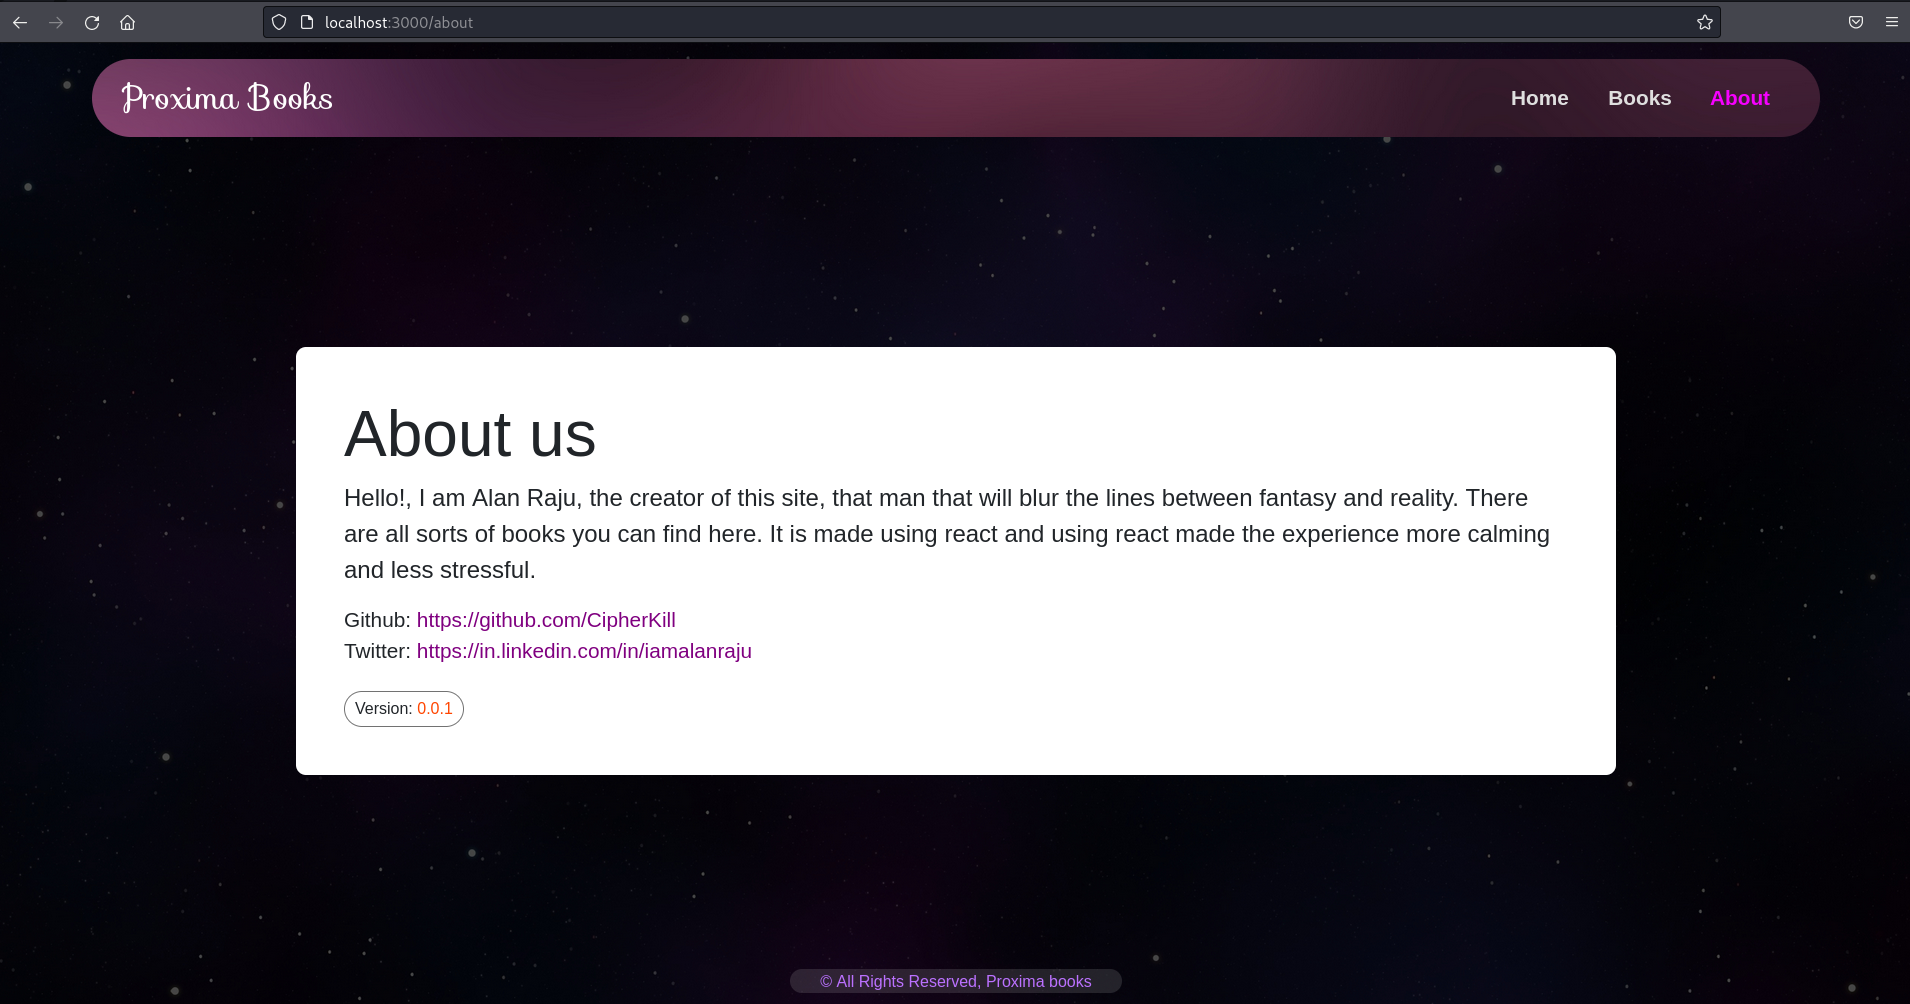 localhost:3000/about
Proxima Books
Home Books About
About us
Hello!, I am Alan Raju, the creator of this site, that man that will blur the lines between fantasy and reality. There
are all sorts of books you can find here. It is made using react and using react made the experience more calming
and less stressful.
Github: https://github.com/CipherKill
Twitter: https://in.linkedin.com/in/iamalanraju
Version: 0.0.1
© All Rights Reserved, Proxima books